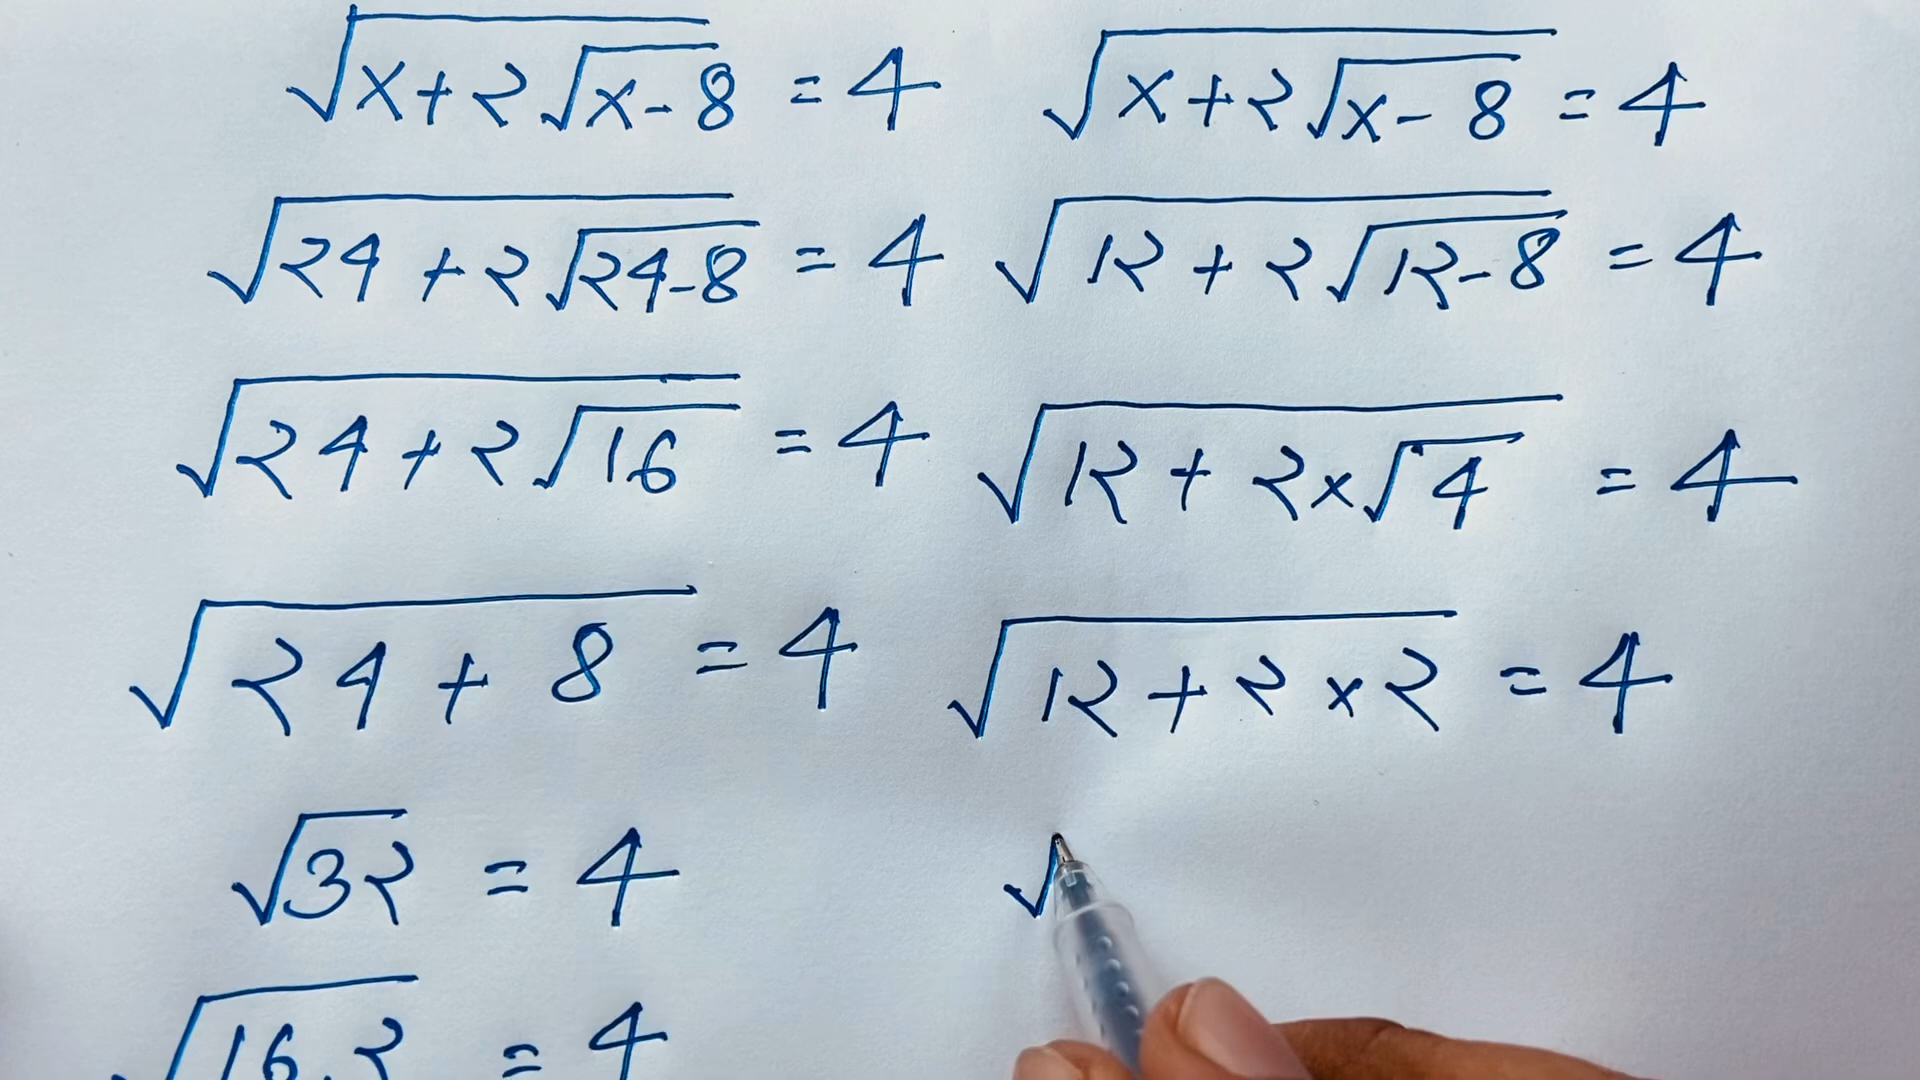 √(x+2√(x-8)) = 4
√(24+2√(24-8)) = 4
√(24+2√16) = 4
√(24+8) = 4
√32 = 4
√(16.2) = 4
√(x+2√(x-8)) = 4
√(12+2√(12-8)) = 4
√(12+2×√4) = 4
√(12+2×2) = 4
√